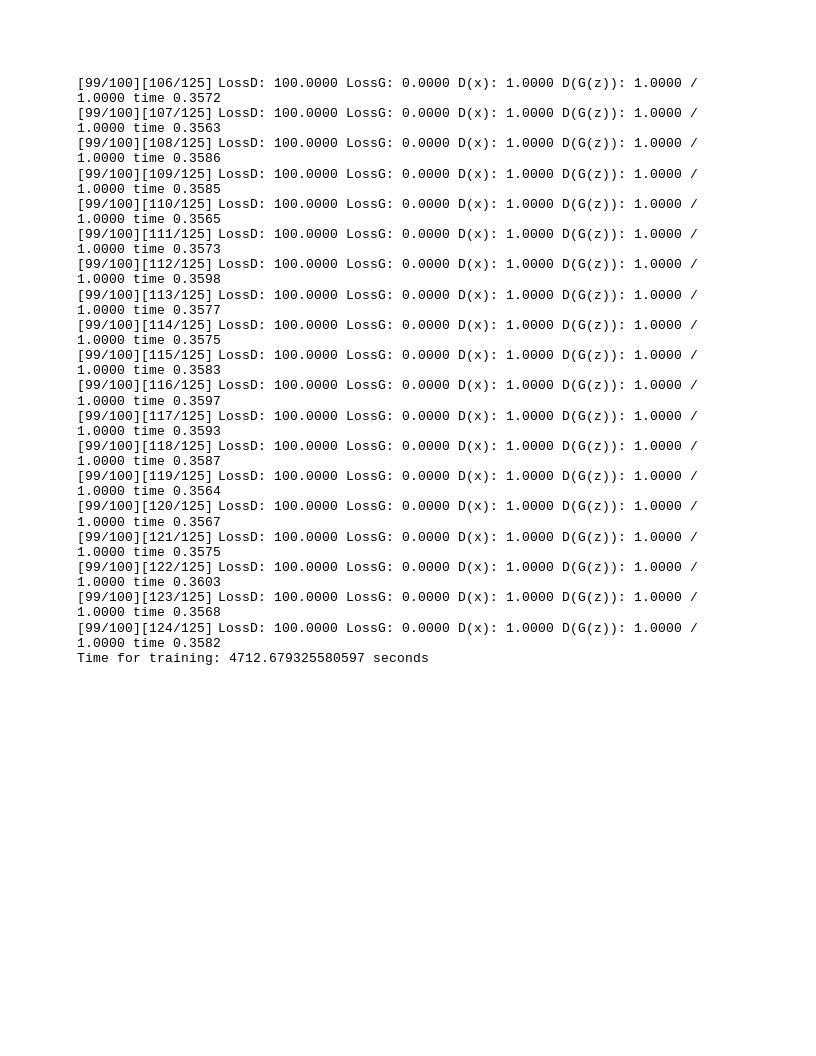 [99/100][106/125] LossD: 100.0000 LossG: 0.0000 D(x): 1.0000 D(G(z)): 1.0000 /
1.0000 time 0.3572
[99/100][107/125] LossD: 100.0000 LossG: 0.0000 D(x): 1.0000 D(G(z)): 1.0000 /
1.0000 time 0.3563
[99/100][108/125] LossD: 100.0000 LossG: 0.0000 D(x): 1.0000 D(G(z)): 1.0000 /
1.0000 time 0.3586
[99/100][109/125] LossD: 100.0000 LossG: 0.0000 D(x): 1.0000 D(G(z)): 1.0000 /
1.0000 time 0.3585
[99/100][110/125] LossD: 100.0000 LossG: 0.0000 D(x): 1.0000 D(G(z)): 1.0000 /
1.0000 time 0.3565
[99/100][111/125] LossD: 100.0000 LossG: 0.0000 D(x): 1.0000 D(G(z)): 1.0000 /
1.0000 time 0.3573
[99/100][112/125] LossD: 100.0000 LossG: 0.0000 D(x): 1.0000 D(G(z)): 1.0000 /
1.0000 time 0.3598
[99/100][113/125] LossD: 100.0000 LossG: 0.0000 D(x): 1.0000 D(G(z)): 1.0000 /
1.0000 time 0.3577
[99/100][114/125] LossD: 100.0000 LossG: 0.0000 D(x): 1.0000 D(G(z)): 1.0000 /
1.0000 time 0.3575
[99/100][115/125] LossD: 100.0000 LossG: 0.0000 D(x): 1.0000 D(G(z)): 1.0000 /
1.0000 time 0.3583
[99/100][116/125] LossD: 100.0000 LossG: 0.0000 D(x): 1.0000 D(G(z)): 1.0000 /
1.0000 time 0.3597
[99/100][117/125] LossD: 100.0000 LossG: 0.0000 D(x): 1.0000 D(G(z)): 1.0000 /
1.0000 time 0.3593
[99/100][118/125] LossD: 100.0000 LossG: 0.0000 D(x): 1.0000 D(G(z)): 1.0000 /
1.0000 time 0.3587
[99/100][119/125] LossD: 100.0000 LossG: 0.0000 D(x): 1.0000 D(G(z)): 1.0000 /
1.0000 time 0.3564
[99/100][120/125] LossD: 100.0000 LossG: 0.0000 D(x): 1.0000 D(G(z)): 1.0000 /
1.0000 time 0.3567
[99/100][121/125] LossD: 100.0000 LossG: 0.0000 D(x): 1.0000 D(G(z)): 1.0000 /
1.0000 time 0.3575
[99/100][122/125] LossD: 100.0000 LossG: 0.0000 D(x): 1.0000 D(G(z)): 1.0000 /
1.0000 time 0.3603
[99/100][123/125] LossD: 100.0000 LossG: 0.0000 D(x): 1.0000 D(G(z)): 1.0000 /
1.0000 time 0.3568
[99/100][124/125] LossD: 100.0000 LossG: 0.0000 D(x): 1.0000 D(G(z)): 1.0000 /
1.0000 time 0.3582
Time for training: 4712.679325580597 seconds